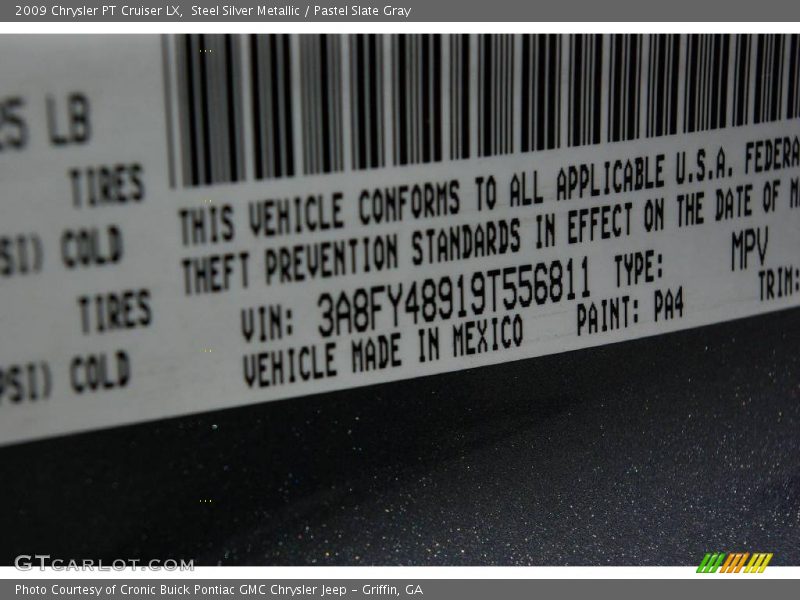 2009 Chrysler PT Cruiser LX, Steel Silver Metallic / Pastel Slate Gray
25 LB
TIRES
THIS VEHICLE CONFORMS TO ALL APPLICABLE U.S.A. FEDERA
SI) COLD
THEFT PREVENTION STANDARDS IN EFFECT ON THE DATE OF M
TIRES
VIN: 3A8FY48919T556811 TYPE: MPV
PSI) COLD
VEHICLE MADE IN MEXICO PAINT: PA4 TRIM:
GTCARLOT.COM
Photo Courtesy of Cronic Buick Pontiac GMC Chrysler Jeep - Griffin, GA